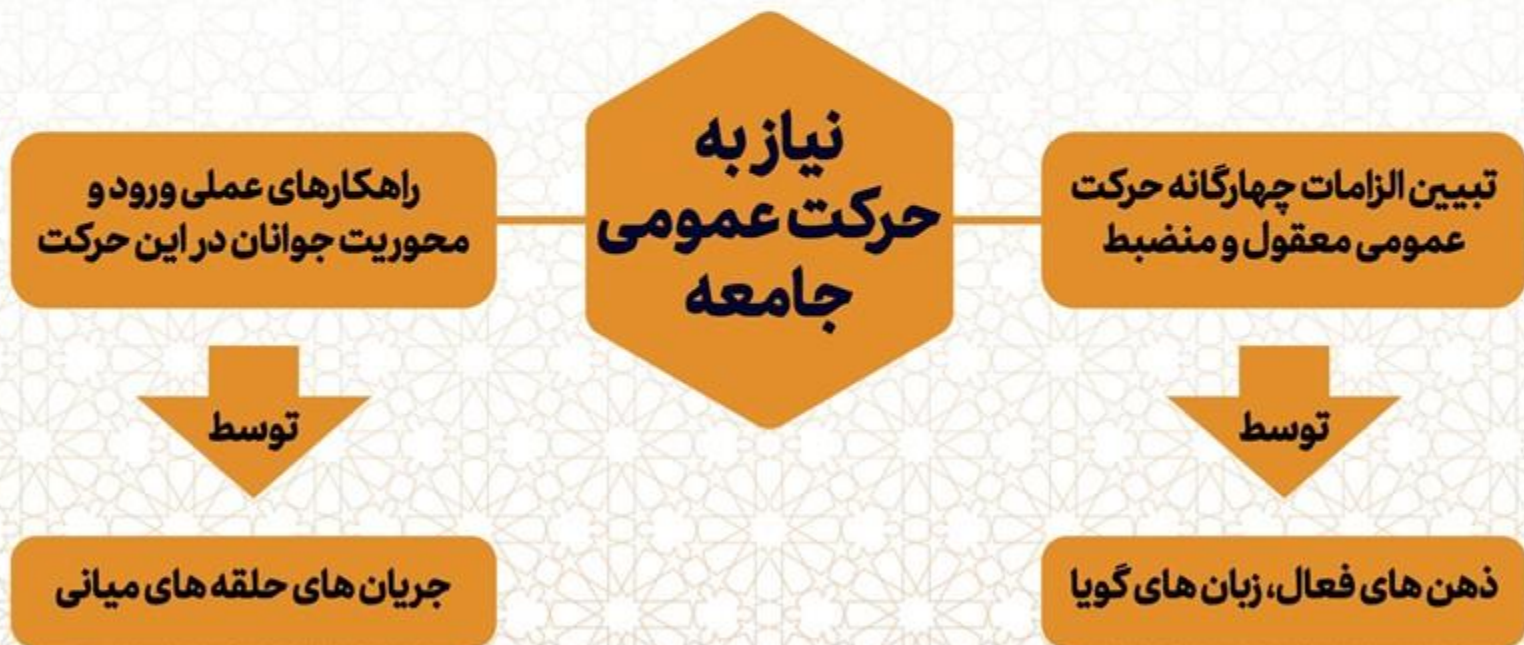 نیاز به
حرکت عمومی
جامعه
تبیین الزامات چهارگانه حرکت
عمومی معقول و منضبط
توسط
ذهن های فعال، زبان های گویا
راهکارهای عملی ورود و
محوریت جوانان در این حرکت
توسط
جریان های حلقه های میانی